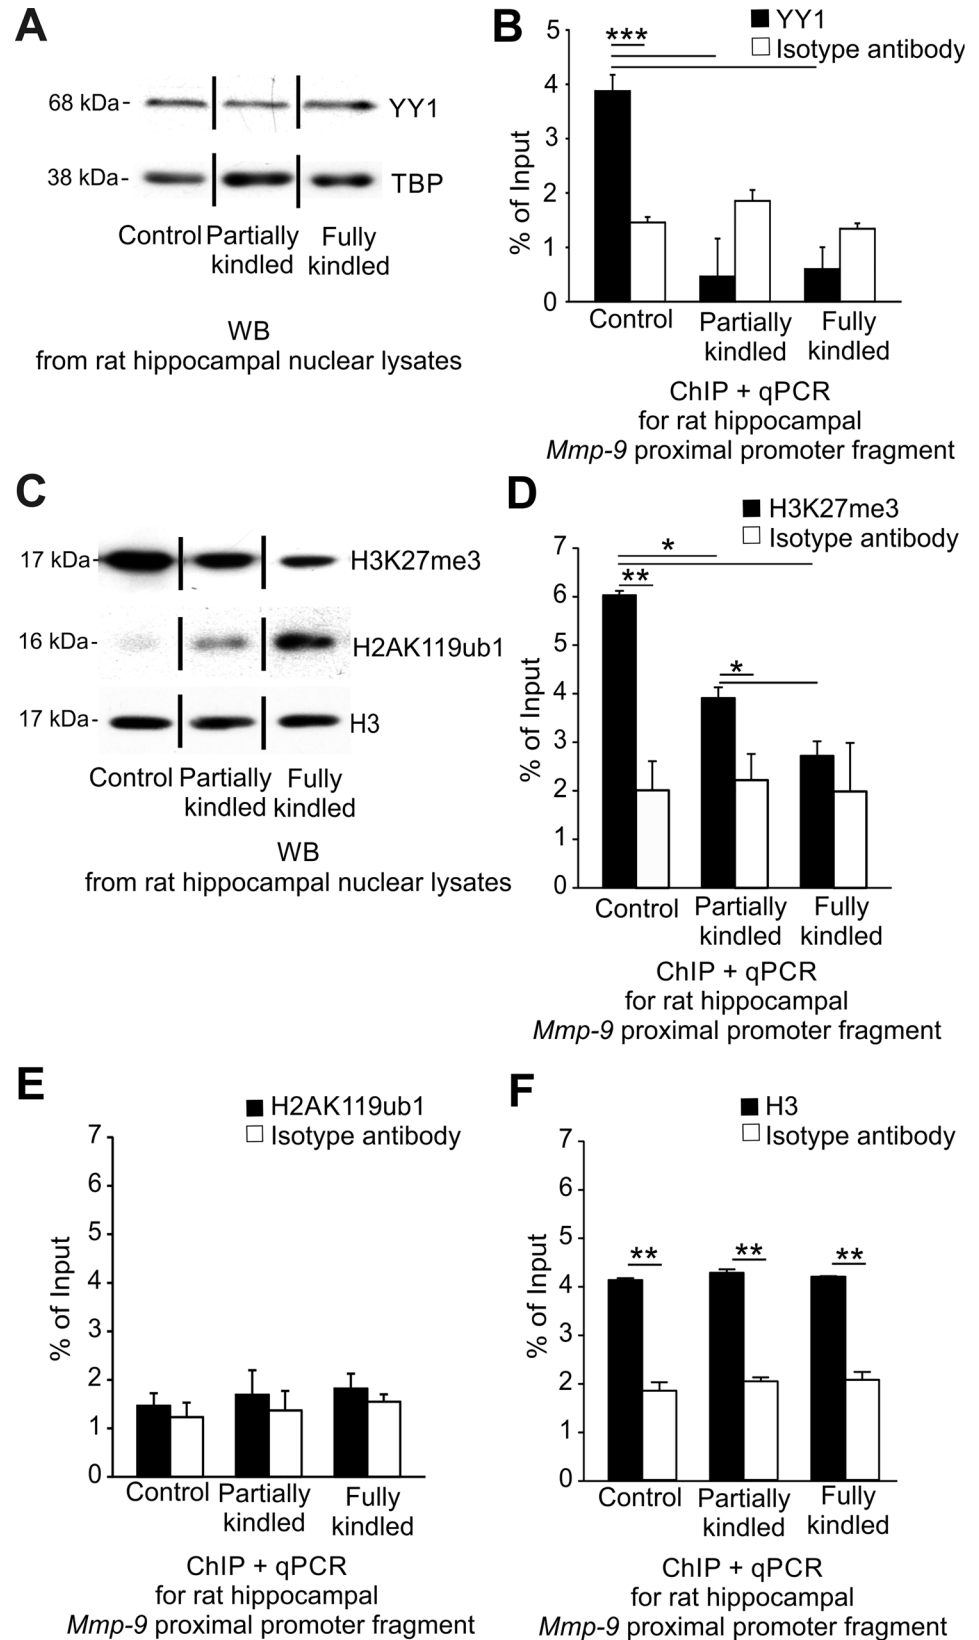 A
68 kDa-
YY1
38 kDa-
TBP
Control Partially kindled Fully kindled
WB
from rat hippocampal nuclear lysates
B
YY1
Isotype antibody
***
5
4
3
2
1
0
% of Input
Control Partially kindled Fully kindled
ChIP + qPCR
for rat hippocampal
Mmp-9 proximal promoter fragment
C
17 kDa-
H3K27me3
16 kDa-
H2AK119ub1
17 kDa-
H3
Control Partially kindled Fully kindled
WB
from rat hippocampal nuclear lysates
D
H3K27me3
Isotype antibody
*
**
*
7
6
5
4
3
2
1
0
% of Input
Control Partially kindled Fully kindled
ChIP + qPCR
for rat hippocampal
Mmp-9 proximal promoter fragment
E
H2AK119ub1
Isotype antibody
7
6
5
4
3
2
1
0
% of Input
Control Partially kindled Fully kindled
ChIP + qPCR
for rat hippocampal
Mmp-9 proximal promoter fragment
F
H3
Isotype antibody
** ** **
7
6
5
4
3
2
1
0
% of Input
Control Partially kindled Fully kindled
ChIP + qPCR
for rat hippocampal
Mmp-9 proximal promoter fragment